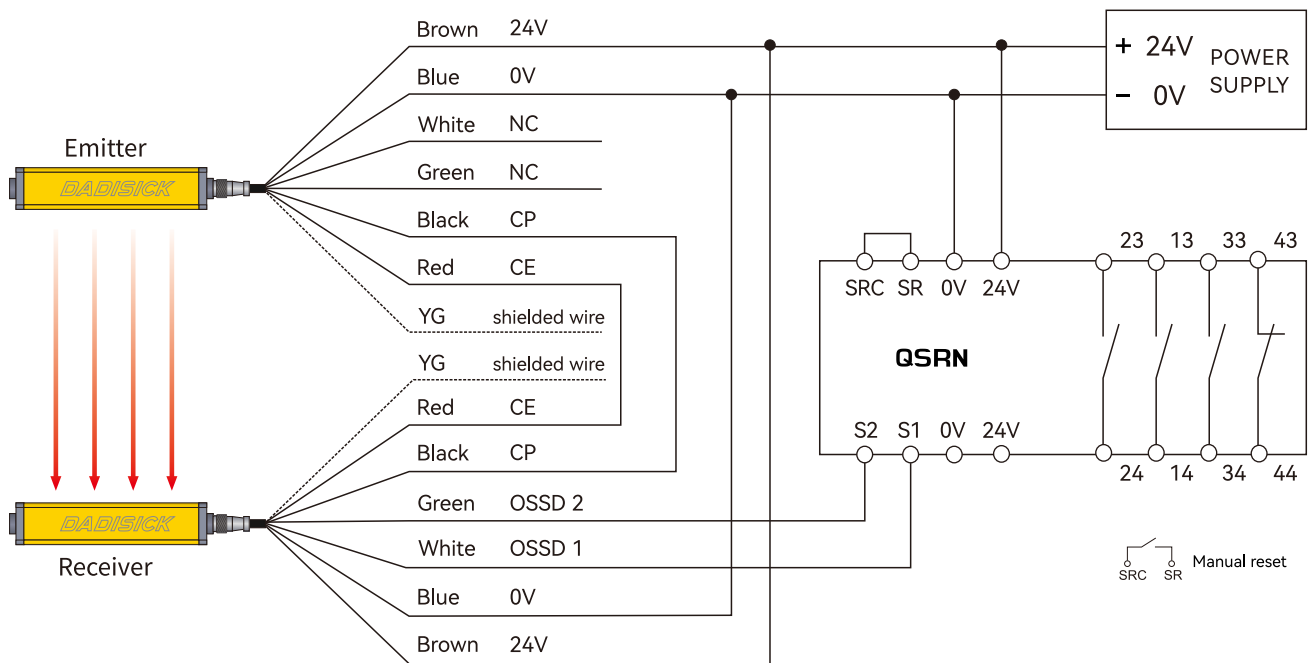 Brown 24V
Blue 0V
White NC
Green NC
Black CP
Red CE
YG shielded wire
YG shielded wire
Red CE
Black CP
Green OSSD 2
White OSSD 1
Blue 0V
Brown 24V
Emitter
DADISICK
DADISICK
Receiver
+ 24V
- 0V
POWER
SUPPLY
23 13 33 43
SRC SR 0V 24V
QSRN
S2 S1 0V 24V
24 14 34 44
SRC SR Manual reset